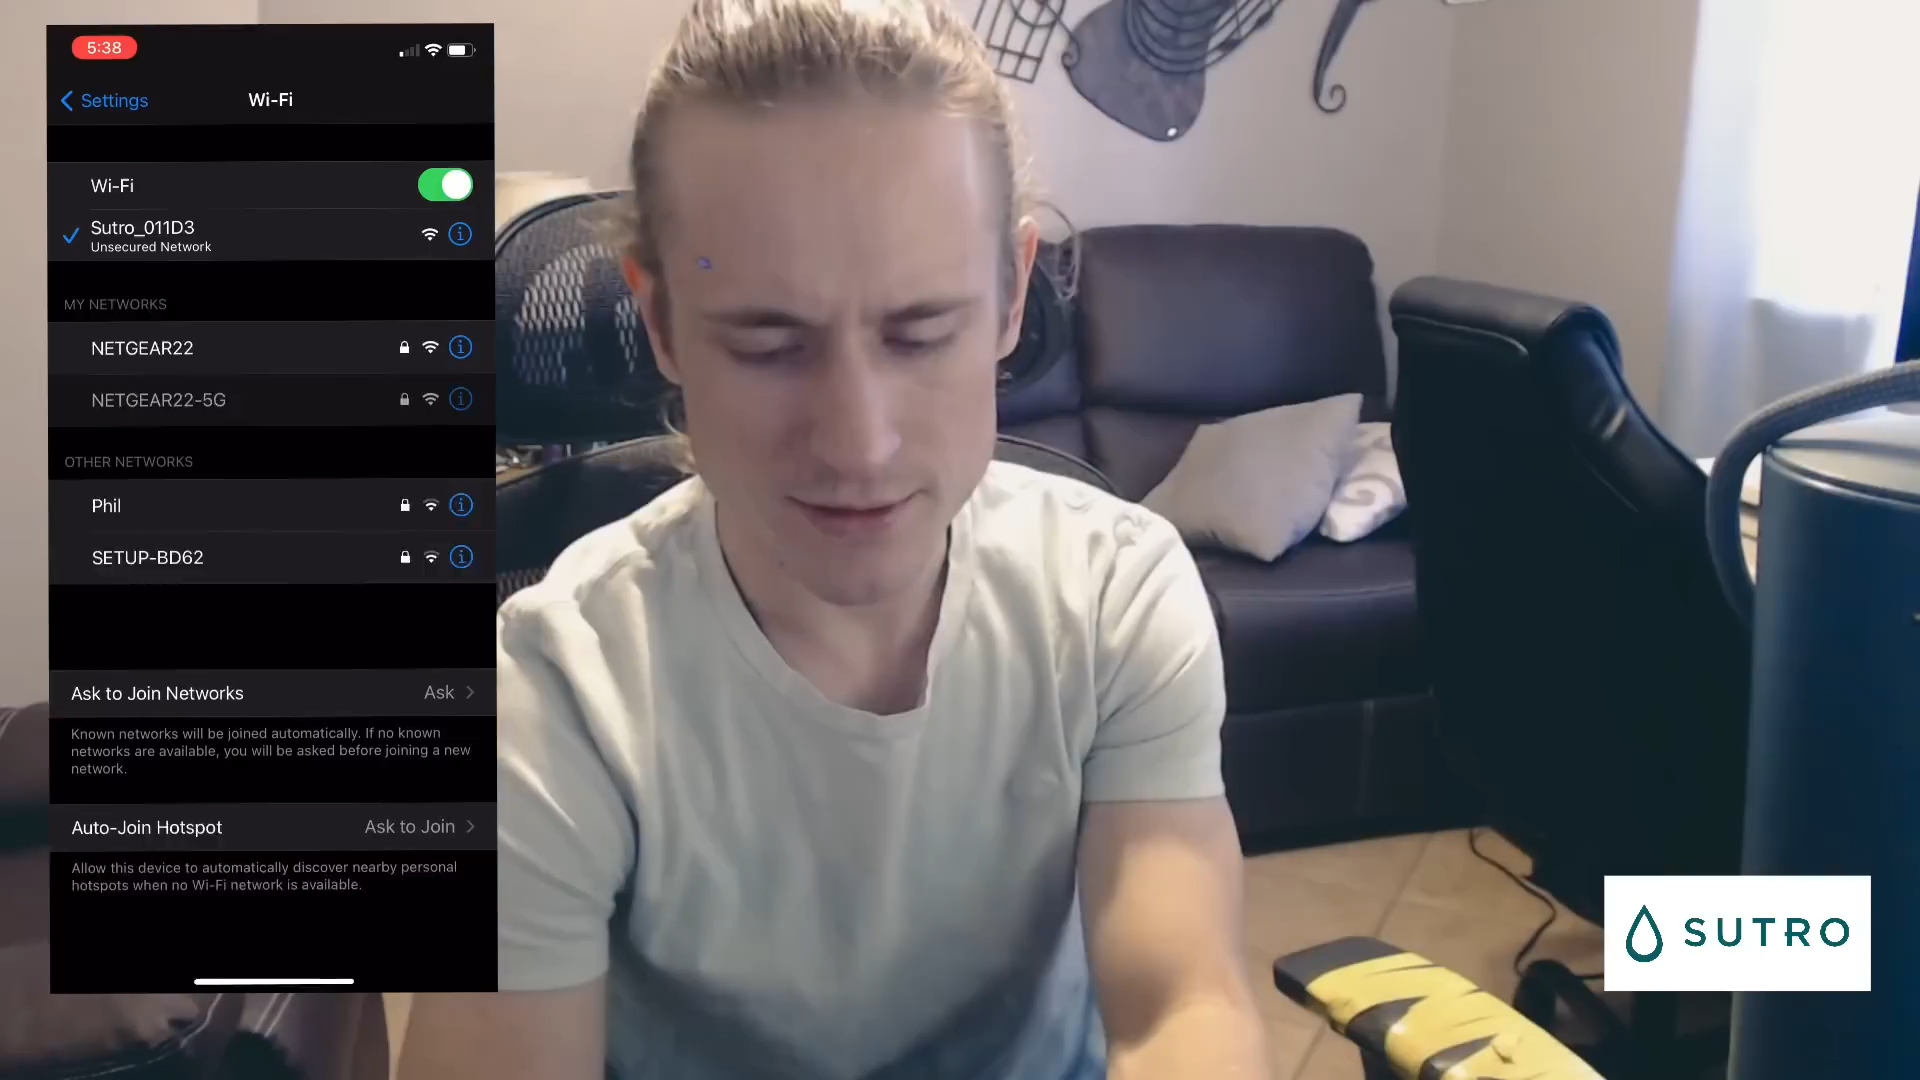 5:38
Settings
Wi-Fi
Wi-Fi
Sutro_011D3
Unsecured Network
MY NETWORKS
NETGEAR22
NETGEAR22-5G
OTHER NETWORKS
Phil
SETUP-BD62
Ask to Join Networks
Ask
Known networks will be joined automatically. If no known
networks are available, you will be asked before joining a new
network.
Auto-Join Hotspot
Ask to Join
Allow this device to automatically discover nearby personal
hotspots when no Wi-Fi network is available.
SUTRO